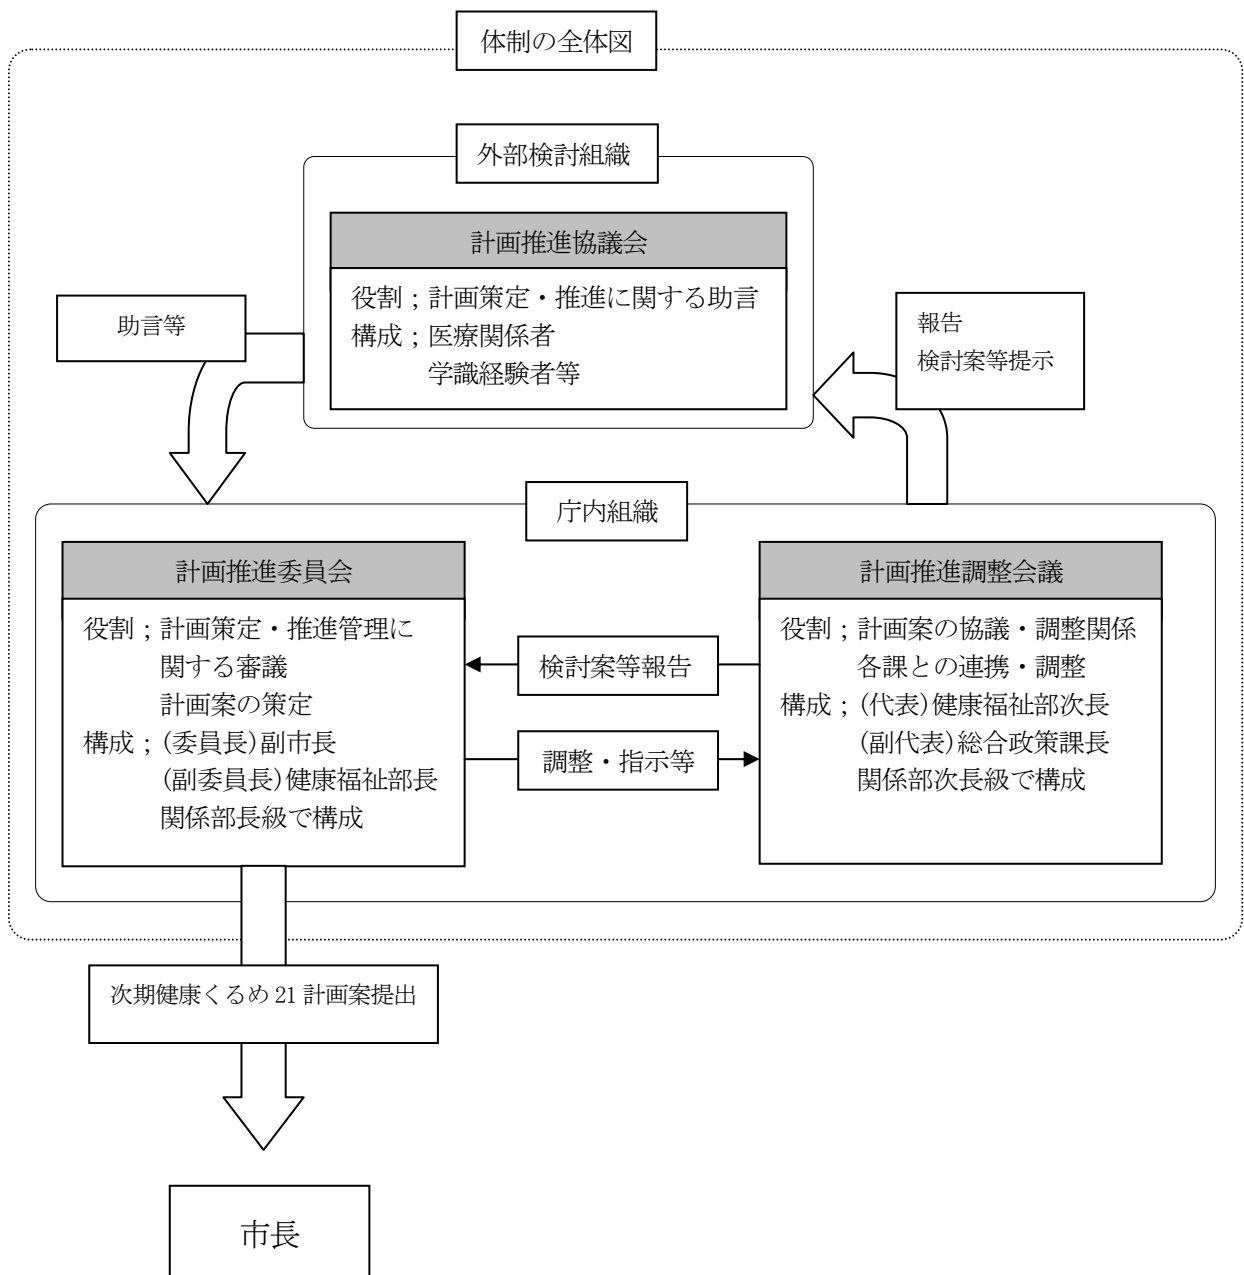 体制の全体図
外部検討組織
計画推進協議会
役割；計画策定・推進に関する助言
構成；医療関係者
学識経験者等
助言等
報告
検討案等提示
庁内組織
計画推進委員会
役割；計画策定・推進管理に
関する審議
計画案の策定
構成；(委員長)副市長
(副委員長)健康福祉部長
関係部長級で構成
検討案等報告
調整・指示等
計画推進調整会議
役割；計画案の協議・調整関係
各課との連携・調整
構成；(代表)健康福祉部次長
(副代表)総合政策課長
関係部次長級で構成
次期健康くるめ 21 計画案提出
市長